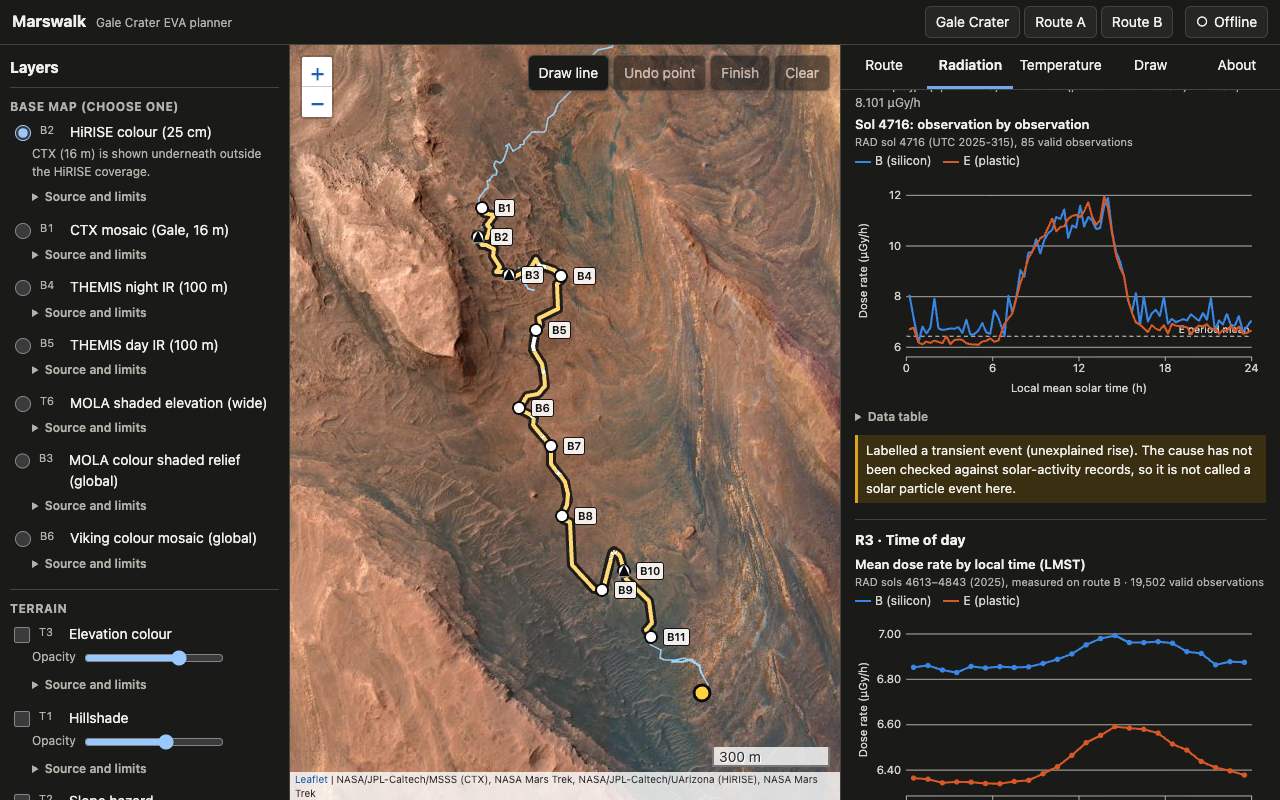 Marswalk Gale Crater EVA planner
Gale Crater Route A Route B Offline
Layers
BASE MAP (CHOOSE ONE)
B2 HiRISE colour (25 cm)
CTX (16 m) is shown underneath outside
the HiRISE coverage.
Source and limits
B1 CTX mosaic (Gale, 16 m)
Source and limits
B4 THEMIS night IR (100 m)
Source and limits
B5 THEMIS day IR (100 m)
Source and limits
T6 MOLA shaded elevation (wide)
Source and limits
B3 MOLA colour shaded relief
(global)
Source and limits
B6 Viking colour mosaic (global)
Source and limits
TERRAIN
T3 Elevation colour
Opacity
Source and limits
T1 Hillshade
Opacity
Source and limits
+
−
Draw line Undo point Finish Clear
B1
B2
B3
B4
B5
B6
B7
B8
B10
B9
B11
300 m
Leaflet | NASA/JPL-Caltech/MSSS (CTX), NASA Mars Trek, NASA/JPL-Caltech/UArizona (HiRISE), NASA Mars
Trek
Route Radiation Temperature Draw About
8.101 µGy/h
Sol 4716: observation by observation
RAD sol 4716 (UTC 2025-315), 85 valid observations
B (silicon) E (plastic)
Dose rate (µGy/h)
12
10
8
6
E period mean
0 6 12 18 24
Local mean solar time (h)
Data table
Labelled a transient event (unexplained rise). The cause has not
been checked against solar-activity records, so it is not called a
solar particle event here.
R3 · Time of day
Mean dose rate by local time (LMST)
RAD sols 4613–4843 (2025), measured on route B · 19,502 valid observations
B (silicon) E (plastic)
Dose rate (µGy/h)
7.00
6.80
6.60
6.40